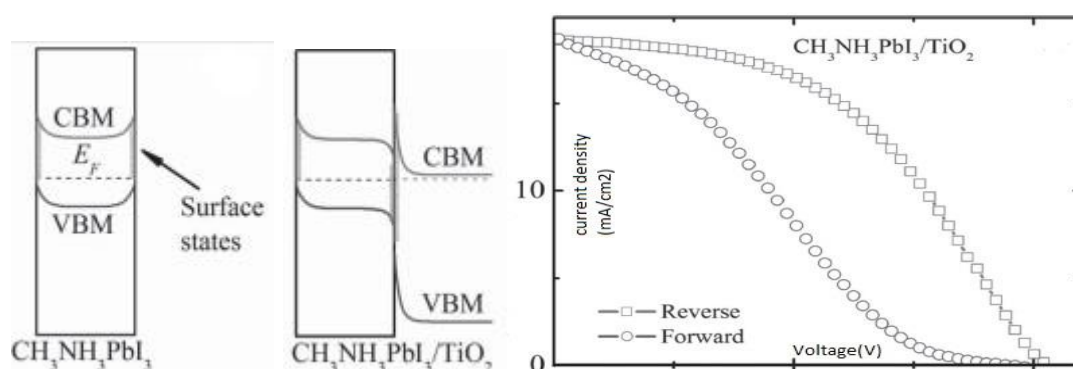 CBM
E_F
VBM
Surface
states
CH₃NH₃PbI₃
CBM
VBM
CH₃NH₃PbI₃/TiO₂
CH₃NH₃PbI₃/TiO₂
10
current density
(mA/cm2)
Reverse
Forward
Voltage(V)
0